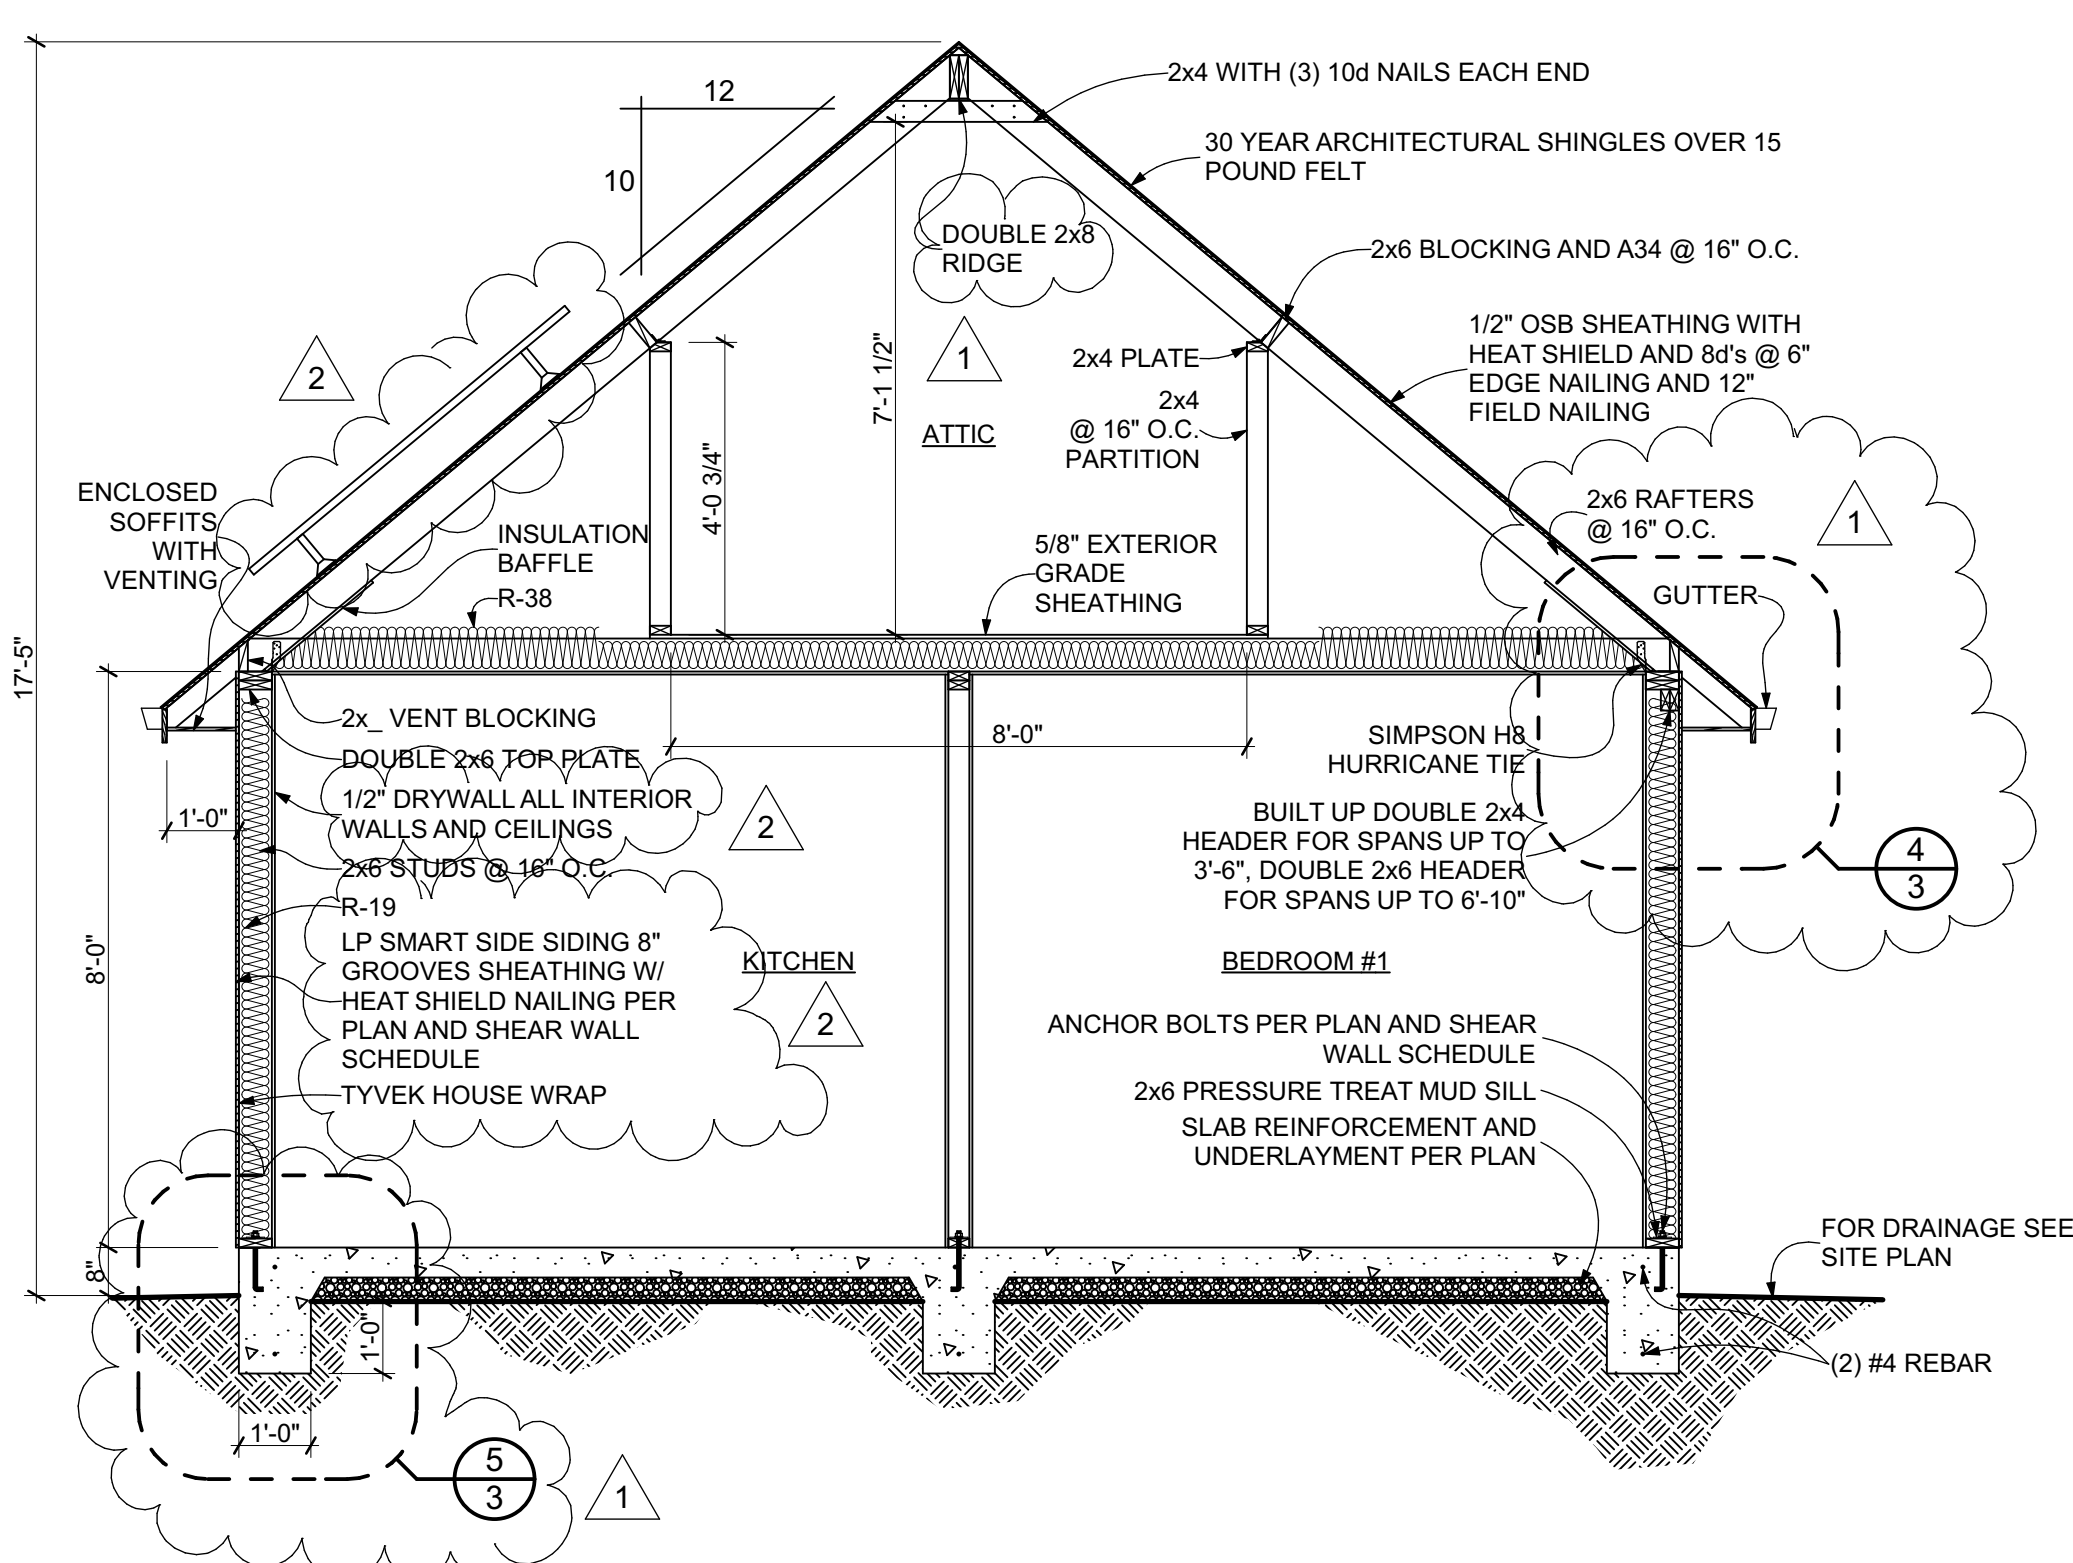 2x4 WITH (3) 10d NAILS EACH END
12
30 YEAR ARCHITECTURAL SHINGLES OVER 15
POUND FELT
10
DOUBLE 2x8
RIDGE
2x6 BLOCKING AND A34 @ 16" O.C.
1/2" OSB SHEATHING WITH
HEAT SHIELD AND 8d's @ 6"
EDGE NAILING AND 12"
FIELD NAILING
2
1
2x4 PLATE
7'-1 1/2"
2x4
@ 16" O.C.
PARTITION
ATTIC
4'-0 3/4"
ENCLOSED
SOFFITS
WITH
VENTING
INSULATION
BAFFLE
R-38
5/8" EXTERIOR
GRADE
SHEATHING
2x6 RAFTERS
@ 16" O.C.
1
GUTTER
17'-5"
2x_ VENT BLOCKING
DOUBLE 2x6 TOP PLATE
8'-0"
SIMPSON H8
HURRICANE TIE
1/2" DRYWALL ALL INTERIOR
WALLS AND CEILINGS
2
1'-0"
2x6 STUDS @ 16" O.C.
BUILT UP DOUBLE 2x4
HEADER FOR SPANS UP TO
3'-6", DOUBLE 2x6 HEADER
FOR SPANS UP TO 6'-10"
4
3
R-19
LP SMART SIDE SIDING 8"
GROOVES SHEATHING W/
HEAT SHIELD NAILING PER
PLAN AND SHEAR WALL
SCHEDULE
KITCHEN
2
BEDROOM #1
8'-0"
TYVEK HOUSE WRAP
ANCHOR BOLTS PER PLAN AND SHEAR
WALL SCHEDULE
2x6 PRESSURE TREAT MUD SILL
SLAB REINFORCEMENT AND
UNDERLAYMENT PER PLAN
FOR DRAINAGE SEE
SITE PLAN
8"
1'-0"
(2) #4 REBAR
1'-0"
5
3
1